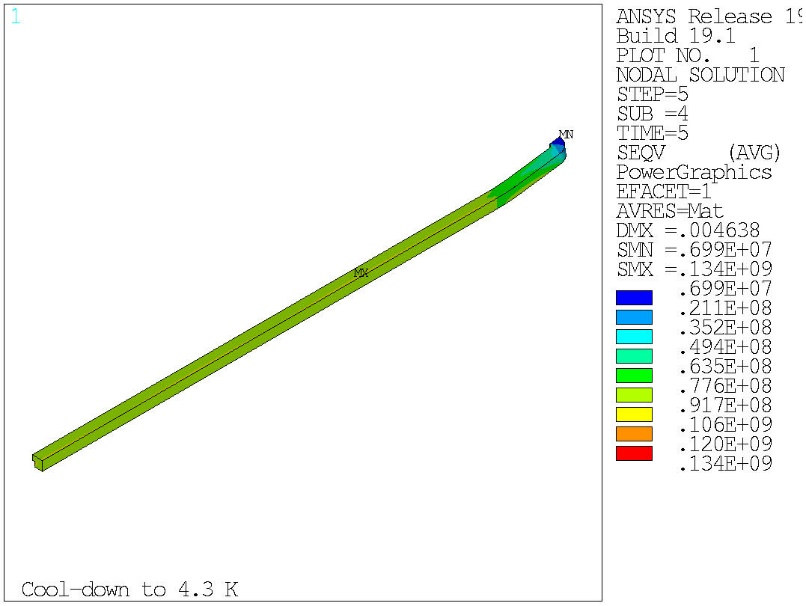 1
ANSYS Release 19
Build 19.1
PLOT NO. 1
NODAL SOLUTION
STEP=5
SUB =4
TIME=5
SEQV (AVG)
PowerGraphics
EFACET=1
AVRES=Mat
DMX =.004638
SMN =.699E+07
SMX =.134E+09
.699E+07
.211E+08
.352E+08
.494E+08
.635E+08
.776E+08
.917E+08
.106E+09
.120E+09
.134E+09
MN
MX
Cool-down to 4.3 K